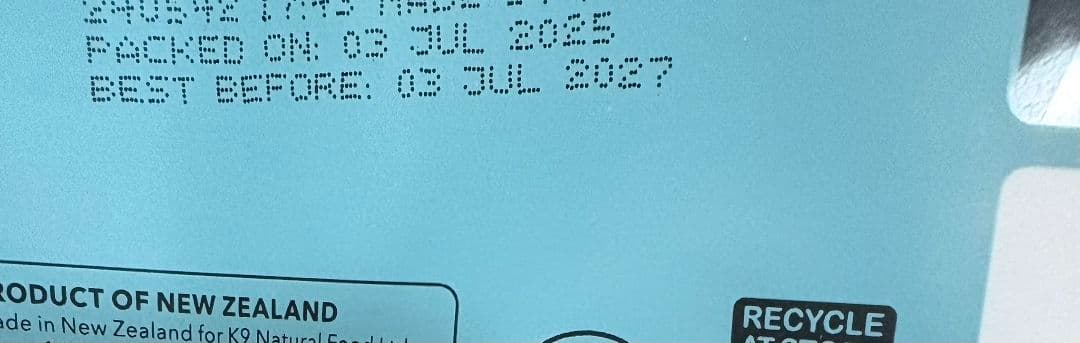 PACKED ON: 03 JUL 2025
BEST BEFORE: 03 JUL 2027
RODUCT OF NEW ZEALAND
ade in New Zealand for K9 Natural
RECYCLE